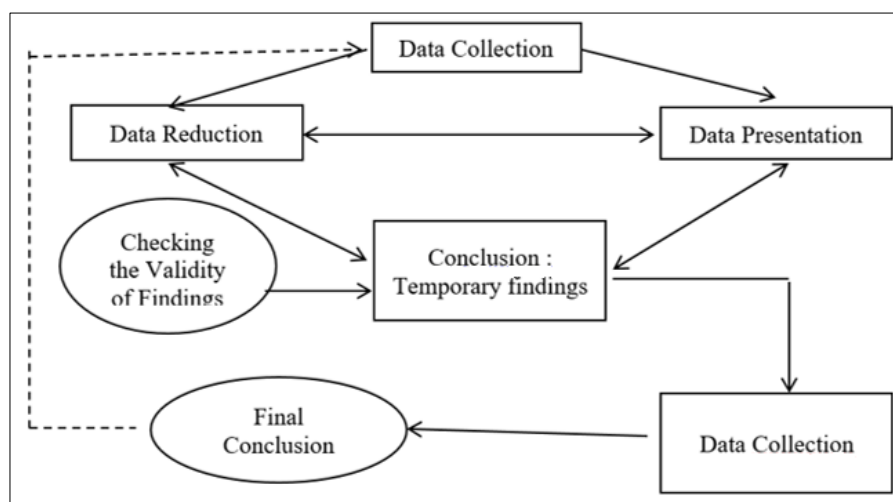 Data Collection
Data Reduction
Data Presentation
Checking
the Validity
of Findings
Conclusion :
Temporary findings
Final
Conclusion
Data Collection